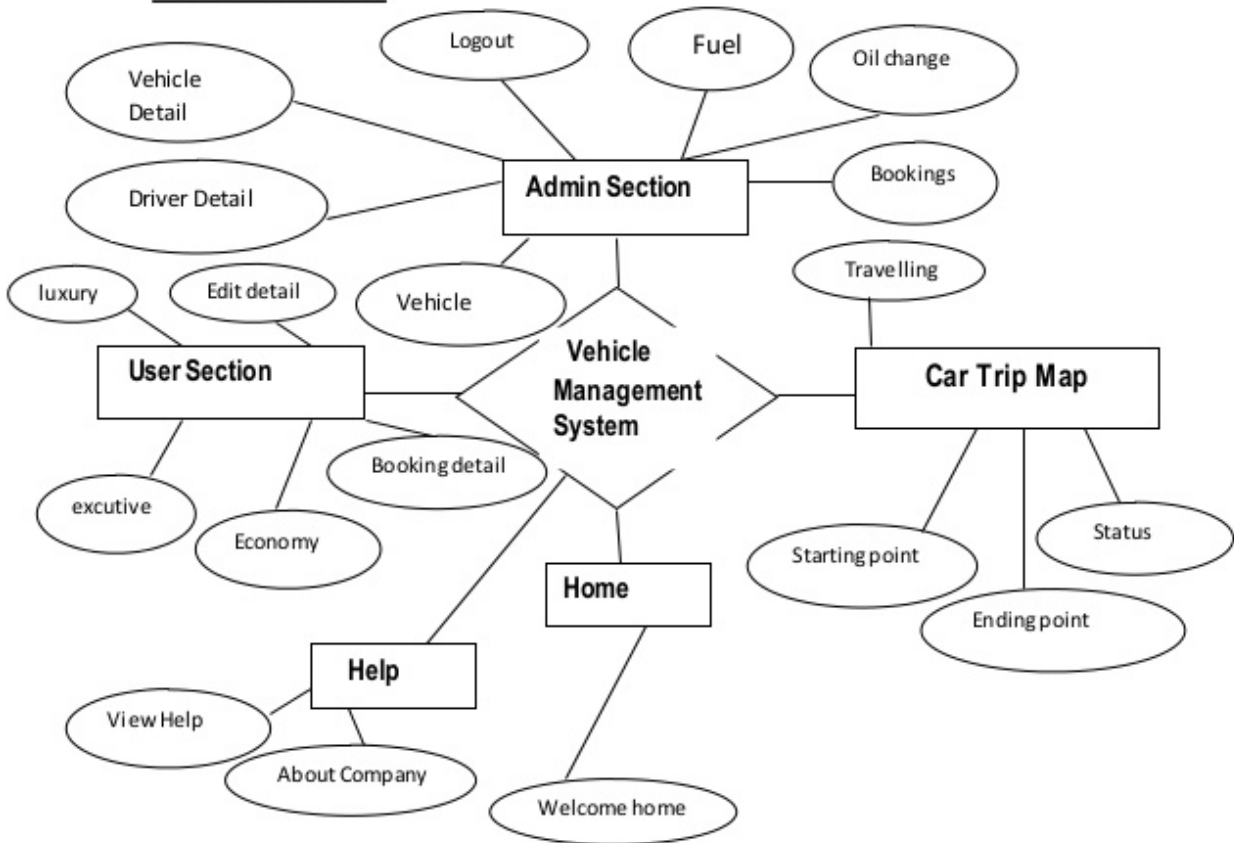 Logout
Fuel
Oil change
Vehicle
Detail
Admin Section
Bookings
Driver Detail
Travelling
luxury
Edit detail
Vehicle
User Section
Vehicle
Management
System
Car Trip Map
Booking detail
excutive
Economy
Starting point
Status
Home
Ending point
Help
View Help
About Company
Welcome home